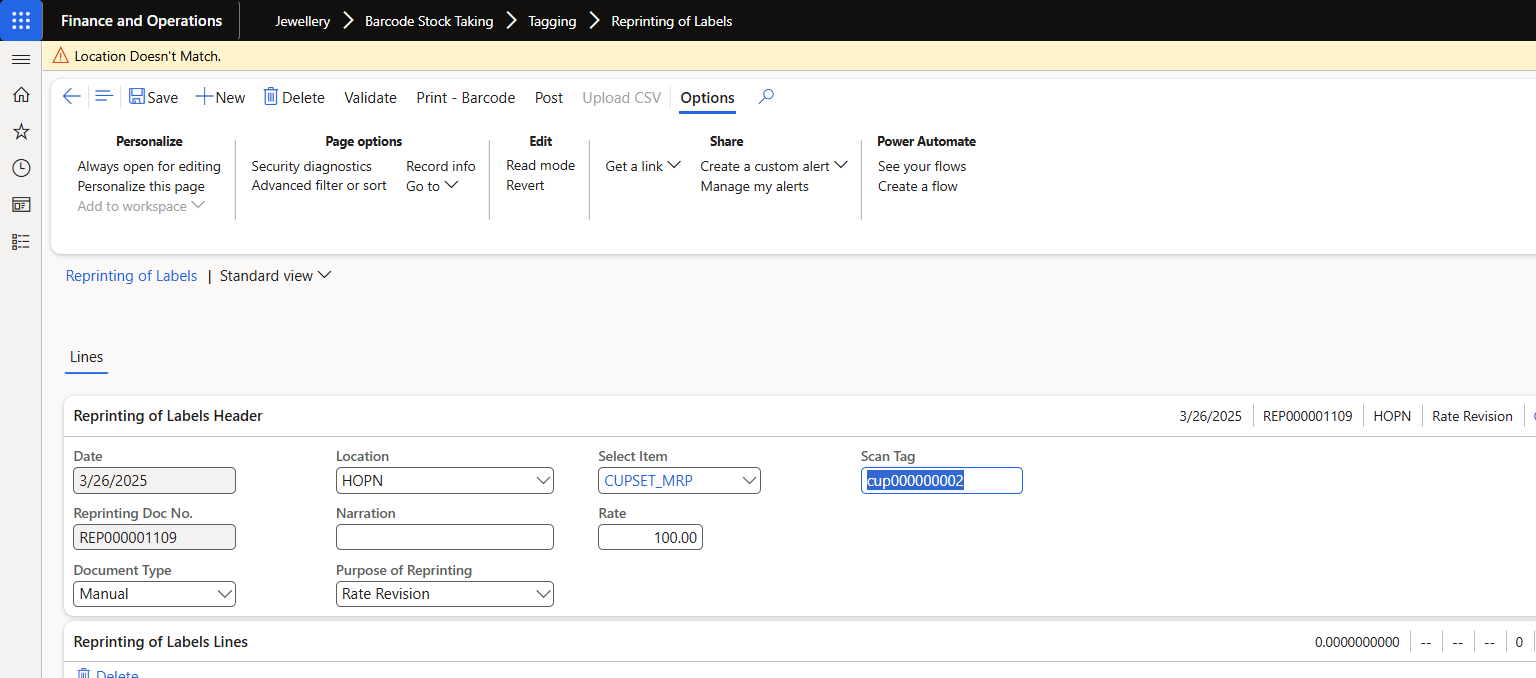 Finance and Operations
Jewellery > Barcode Stock Taking > Tagging > Reprinting of Labels
Location Doesn't Match.
Save New Delete Validate Print - Barcode Post Upload CSV Options
Personalize
Always open for editing
Personalize this page
Add to workspace
Page options
Security diagnostics Record info
Advanced filter or sort Go to
Edit
Read mode
Revert
Share
Get a link Create a custom alert
Manage my alerts
Power Automate
See your flows
Create a flow
Reprinting of Labels | Standard view
Lines
Reprinting of Labels Header 3/26/2025 REP000001109 HOPN Rate Revision
Date Location Select Item Scan Tag
3/26/2025 HOPN CUPSET_MRP cup000000002
Reprinting Doc No. Narration Rate
REP000001109 100.00
Document Type Purpose of Reprinting
Manual Rate Revision
Reprinting of Labels Lines 0.0000000000 -- -- -- 0
Delete